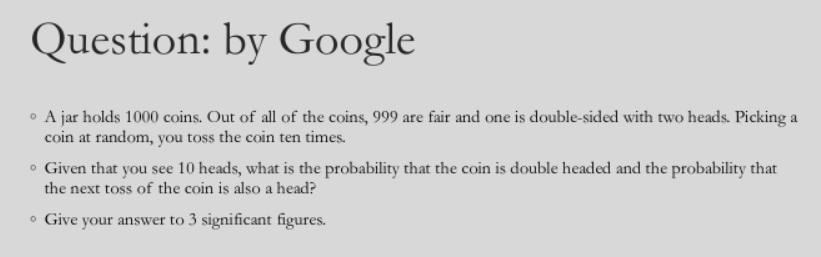 Question: by Google
◦ A jar holds 1000 coins. Out of all of the coins, 999 are fair and one is double-sided with two heads. Picking a
coin at random, you toss the coin ten times.
◦ Given that you see 10 heads, what is the probability that the coin is double headed and the probability that
the next toss of the coin is also a head?
◦ Give your answer to 3 significant figures.